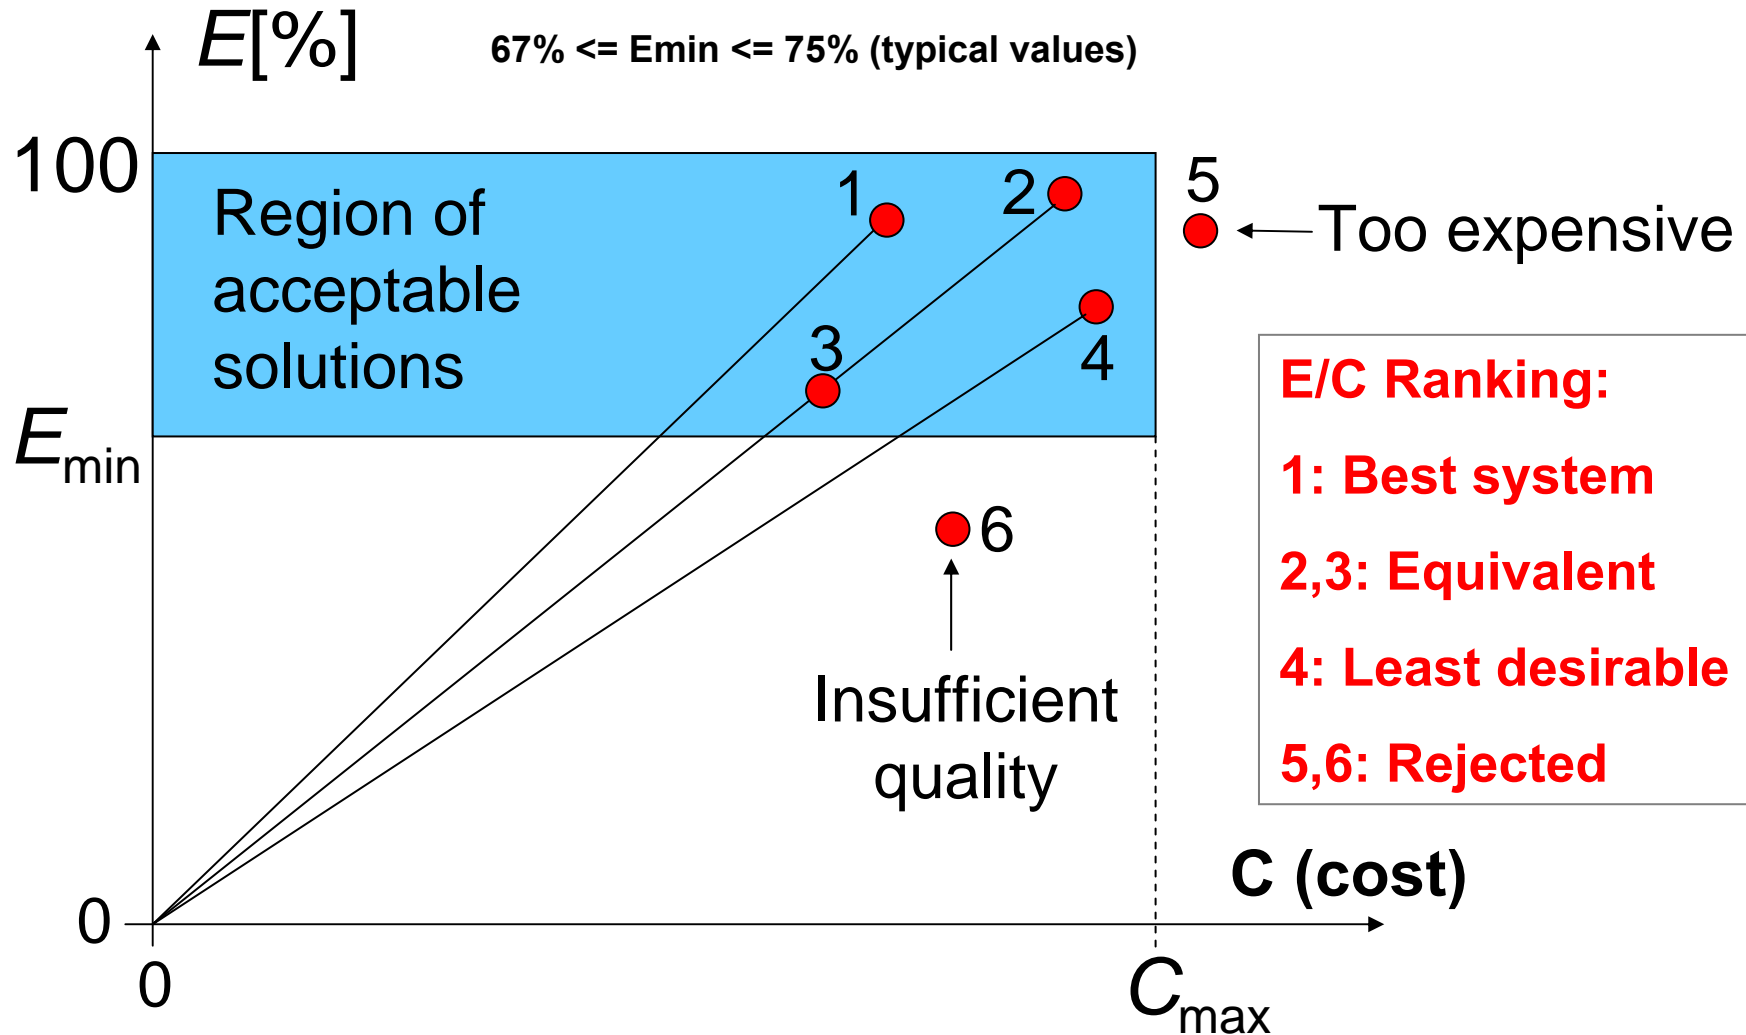 E[%]
67% <= Emin <= 75% (typical values)
100
Region of
acceptable
solutions
1
2
5
Too expensive
3
4
E/C Ranking:
1: Best system
2,3: Equivalent
4: Least desirable
5,6: Rejected
Emin
6
Insufficient
quality
C (cost)
0
0
Cmax